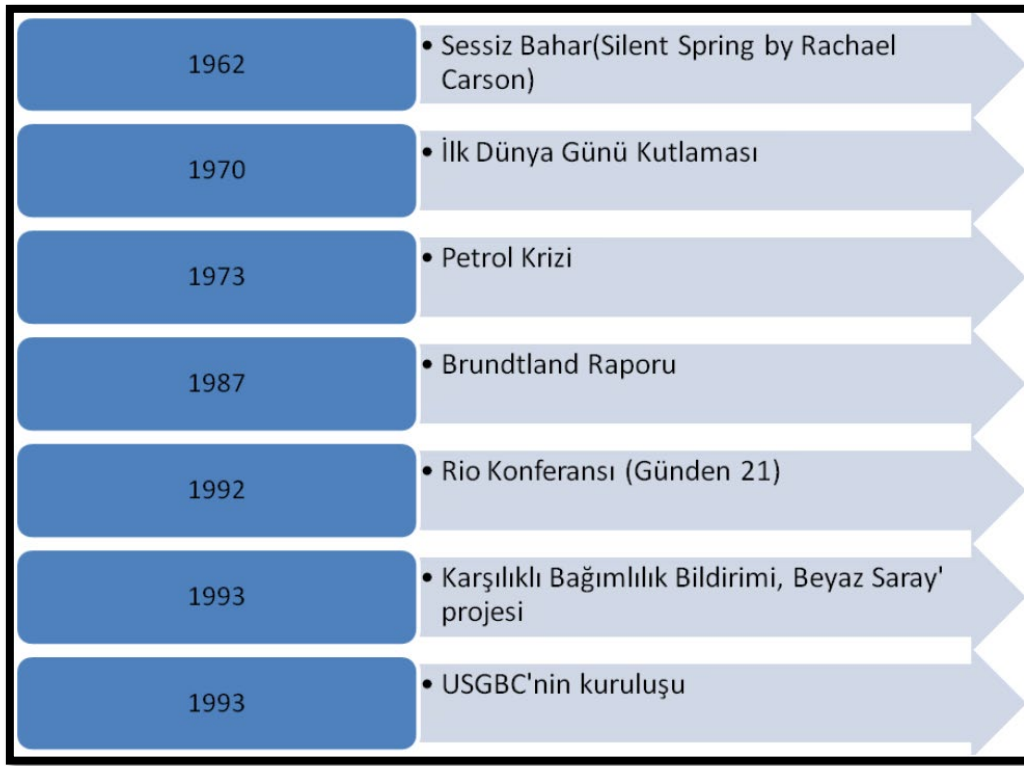 1962
• Sessiz Bahar(Silent Spring by Rachael
Carson)
1970
• İlk Dünya Günü Kutlaması
1973
• Petrol Krizi
1987
• Brundtland Raporu
1992
• Rio Konferansı (Günden 21)
1993
• Karşılıklı Bağımlılık Bildirimi, Beyaz Saray'
projesi
1993
• USGBC'nin kuruluşu